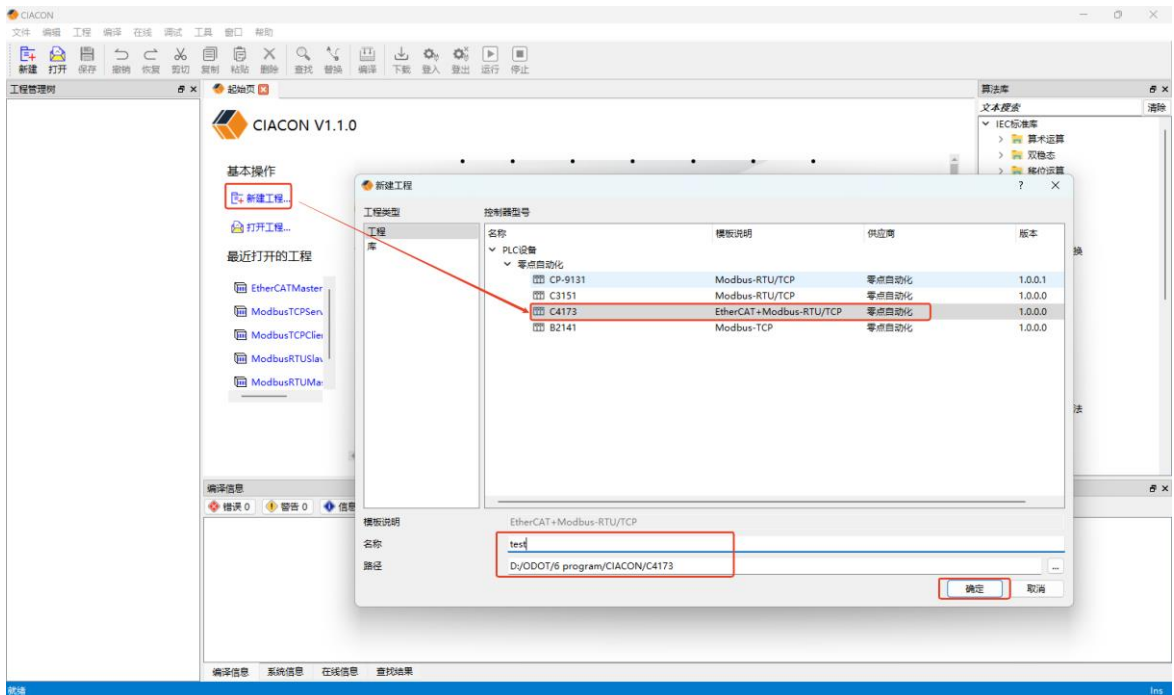 CIACON
文件 编辑 工程 编译 在线 调试 工具 窗口 帮助
新建 打开 保存 撤销 恢复 剪切 复制 粘贴 删除 查找 替换 编译 下载 登入 登出 运行 停止
工程管理树
起始页
算法库
CIACON V1.1.0
文本搜索 清除
IEC标准库
算术运算
双稳态
移位运算
基本操作
新建工程...
打开工程...
最近打开的工程
EtherCATMaster
ModbusTCPServ
ModbusTCPClie
ModbusRTUSlav
ModbusRTUMas
新建工程
工程类型 控制器型号
工程
库
名称 模板说明 供应商 版本
PLC设备
零点自动化
CP-9131 Modbus-RTU/TCP 零点自动化 1.0.0.1
C3151 Modbus-RTU/TCP 零点自动化 1.0.0.0
C4173 EtherCAT+Modbus-RTU/TCP 零点自动化 1.0.0.0
B2141 Modbus-TCP 零点自动化 1.0.0.0
换
法
模板说明 EtherCAT+Modbus-RTU/TCP
名称 test
路径 D:/ODOT/6 program/CIACON/C4173 ...
确定 取消
编译信息
错误 0 警告 0 信息
编译信息 系统信息 在线信息 查找结果
就绪 Ins